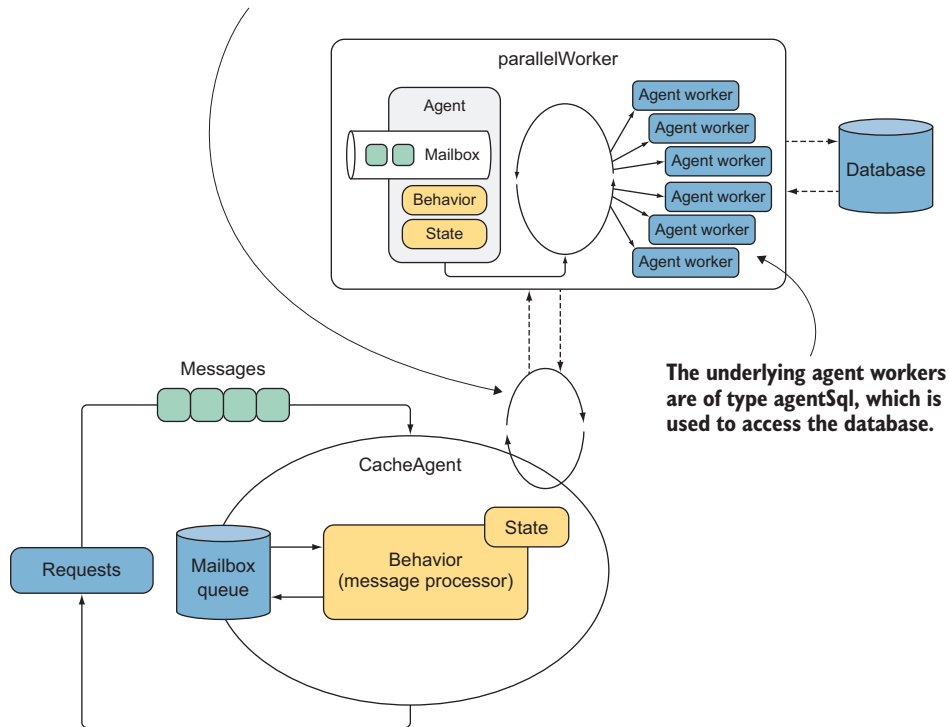 parallelWorker
Agent
Mailbox
Behavior
State
Agent worker
Agent worker
Agent worker
Agent worker
Agent worker
Agent worker
Database
The underlying agent workers
are of type agentSql, which is
used to access the database.
Messages
CacheAgent
State
Behavior
(message processor)
Mailbox
queue
Requests